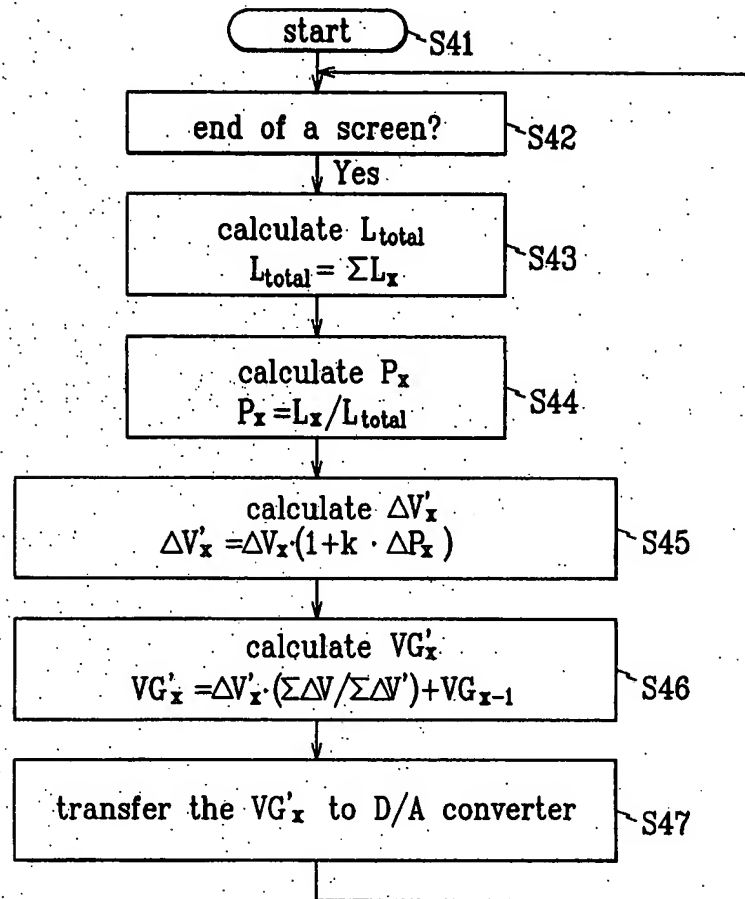 start
S41
end of a screen?
S42
Yes
calculate L_total
L_total = ΣL_x
S43
calculate P_x
P_x = L_x/L_total
S44
calculate ΔV'_x
ΔV'_x = ΔV_x·(1+k · ΔP_x)
S45
calculate VG'_x
VG'_x = ΔV'_x·(ΣΔV/ΣΔV')+VG_x-1
S46
transfer the VG'_x to D/A converter
S47